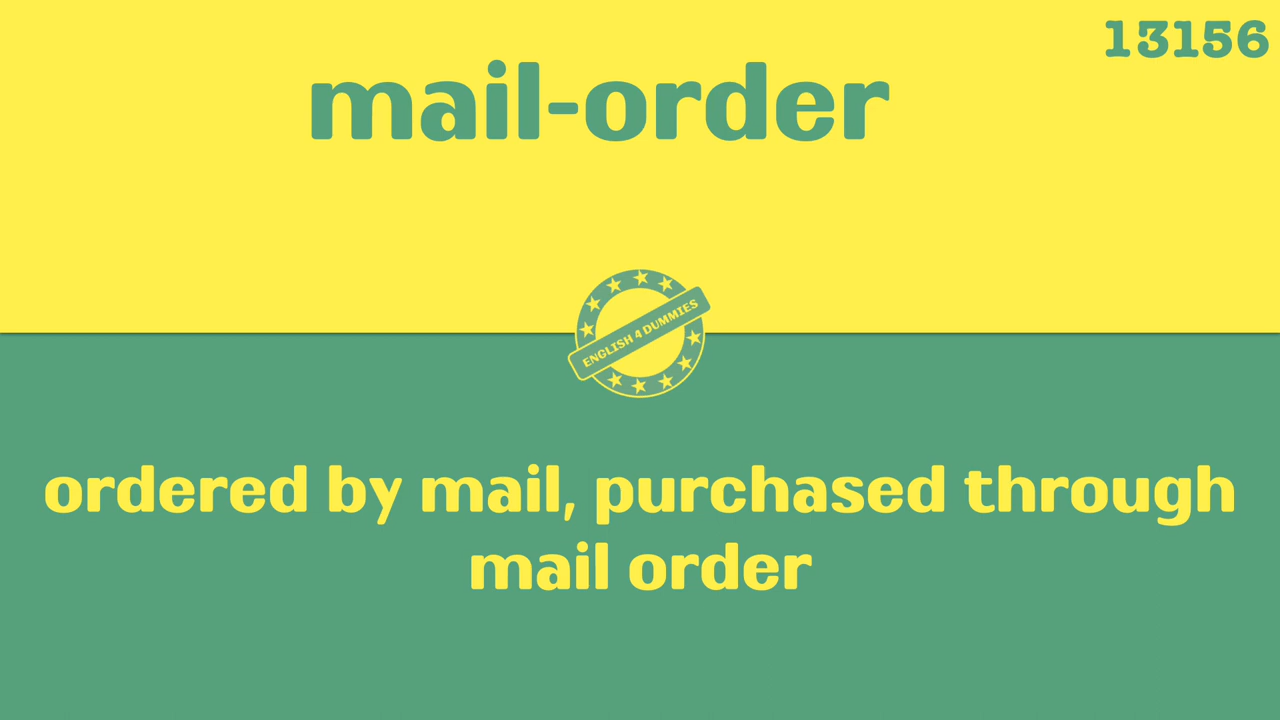 13156
mail-order
ENGLISH 4 DUMMIES
ordered by mail, purchased through
mail order